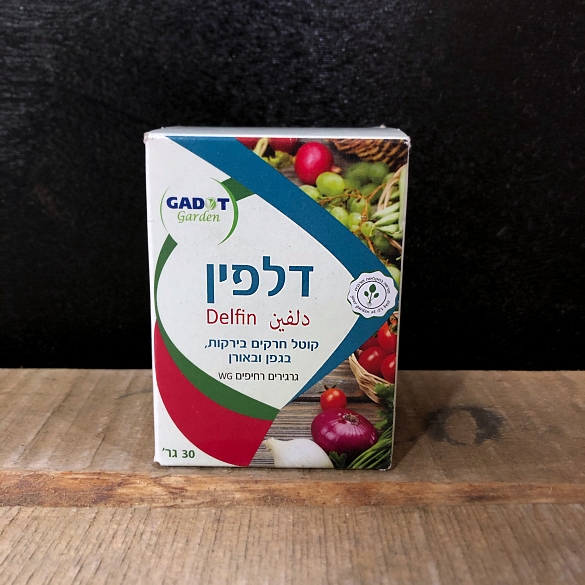 GADOT
Garden
דלפין
Delfin دلفين
קוטל חרקים בירקות,
בגפן ובאורן
גרגירים רחיפים WG
30 גר'